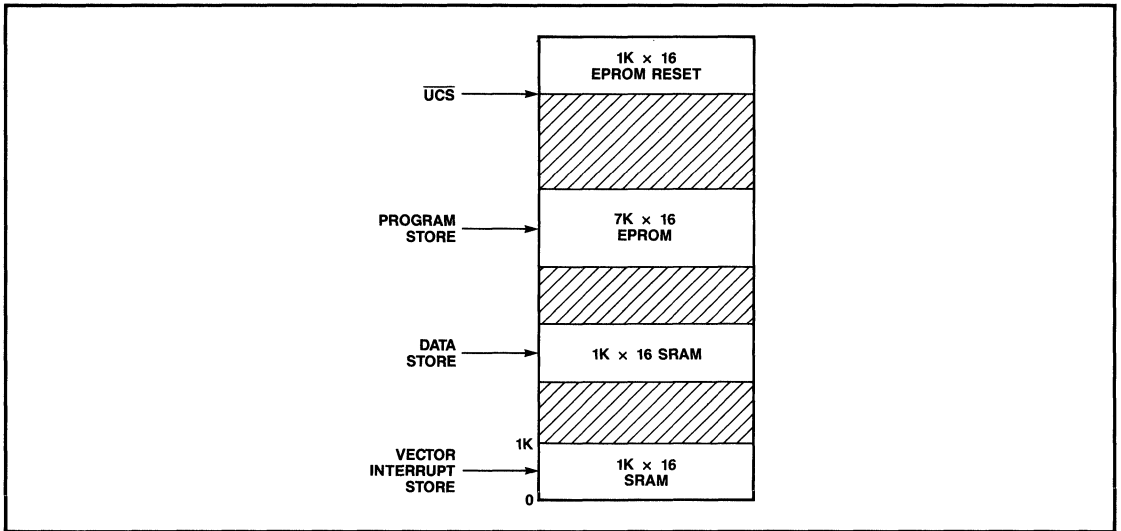 1K × 16
EPROM RESET
UCS
PROGRAM
STORE
7K × 16
EPROM
DATA
STORE
1K × 16 SRAM
1K
VECTOR
INTERRUPT
STORE
1K × 16
SRAM
0